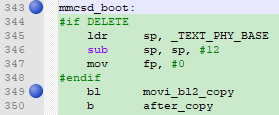 343 mmcsd_boot:
344 #if DELETE
345 ldr sp, _TEXT_PHY_BASE
346 sub sp, sp, #12
347 mov fp, #0
348 #endif
349 bl movi_bl2_copy
350 b after_copy